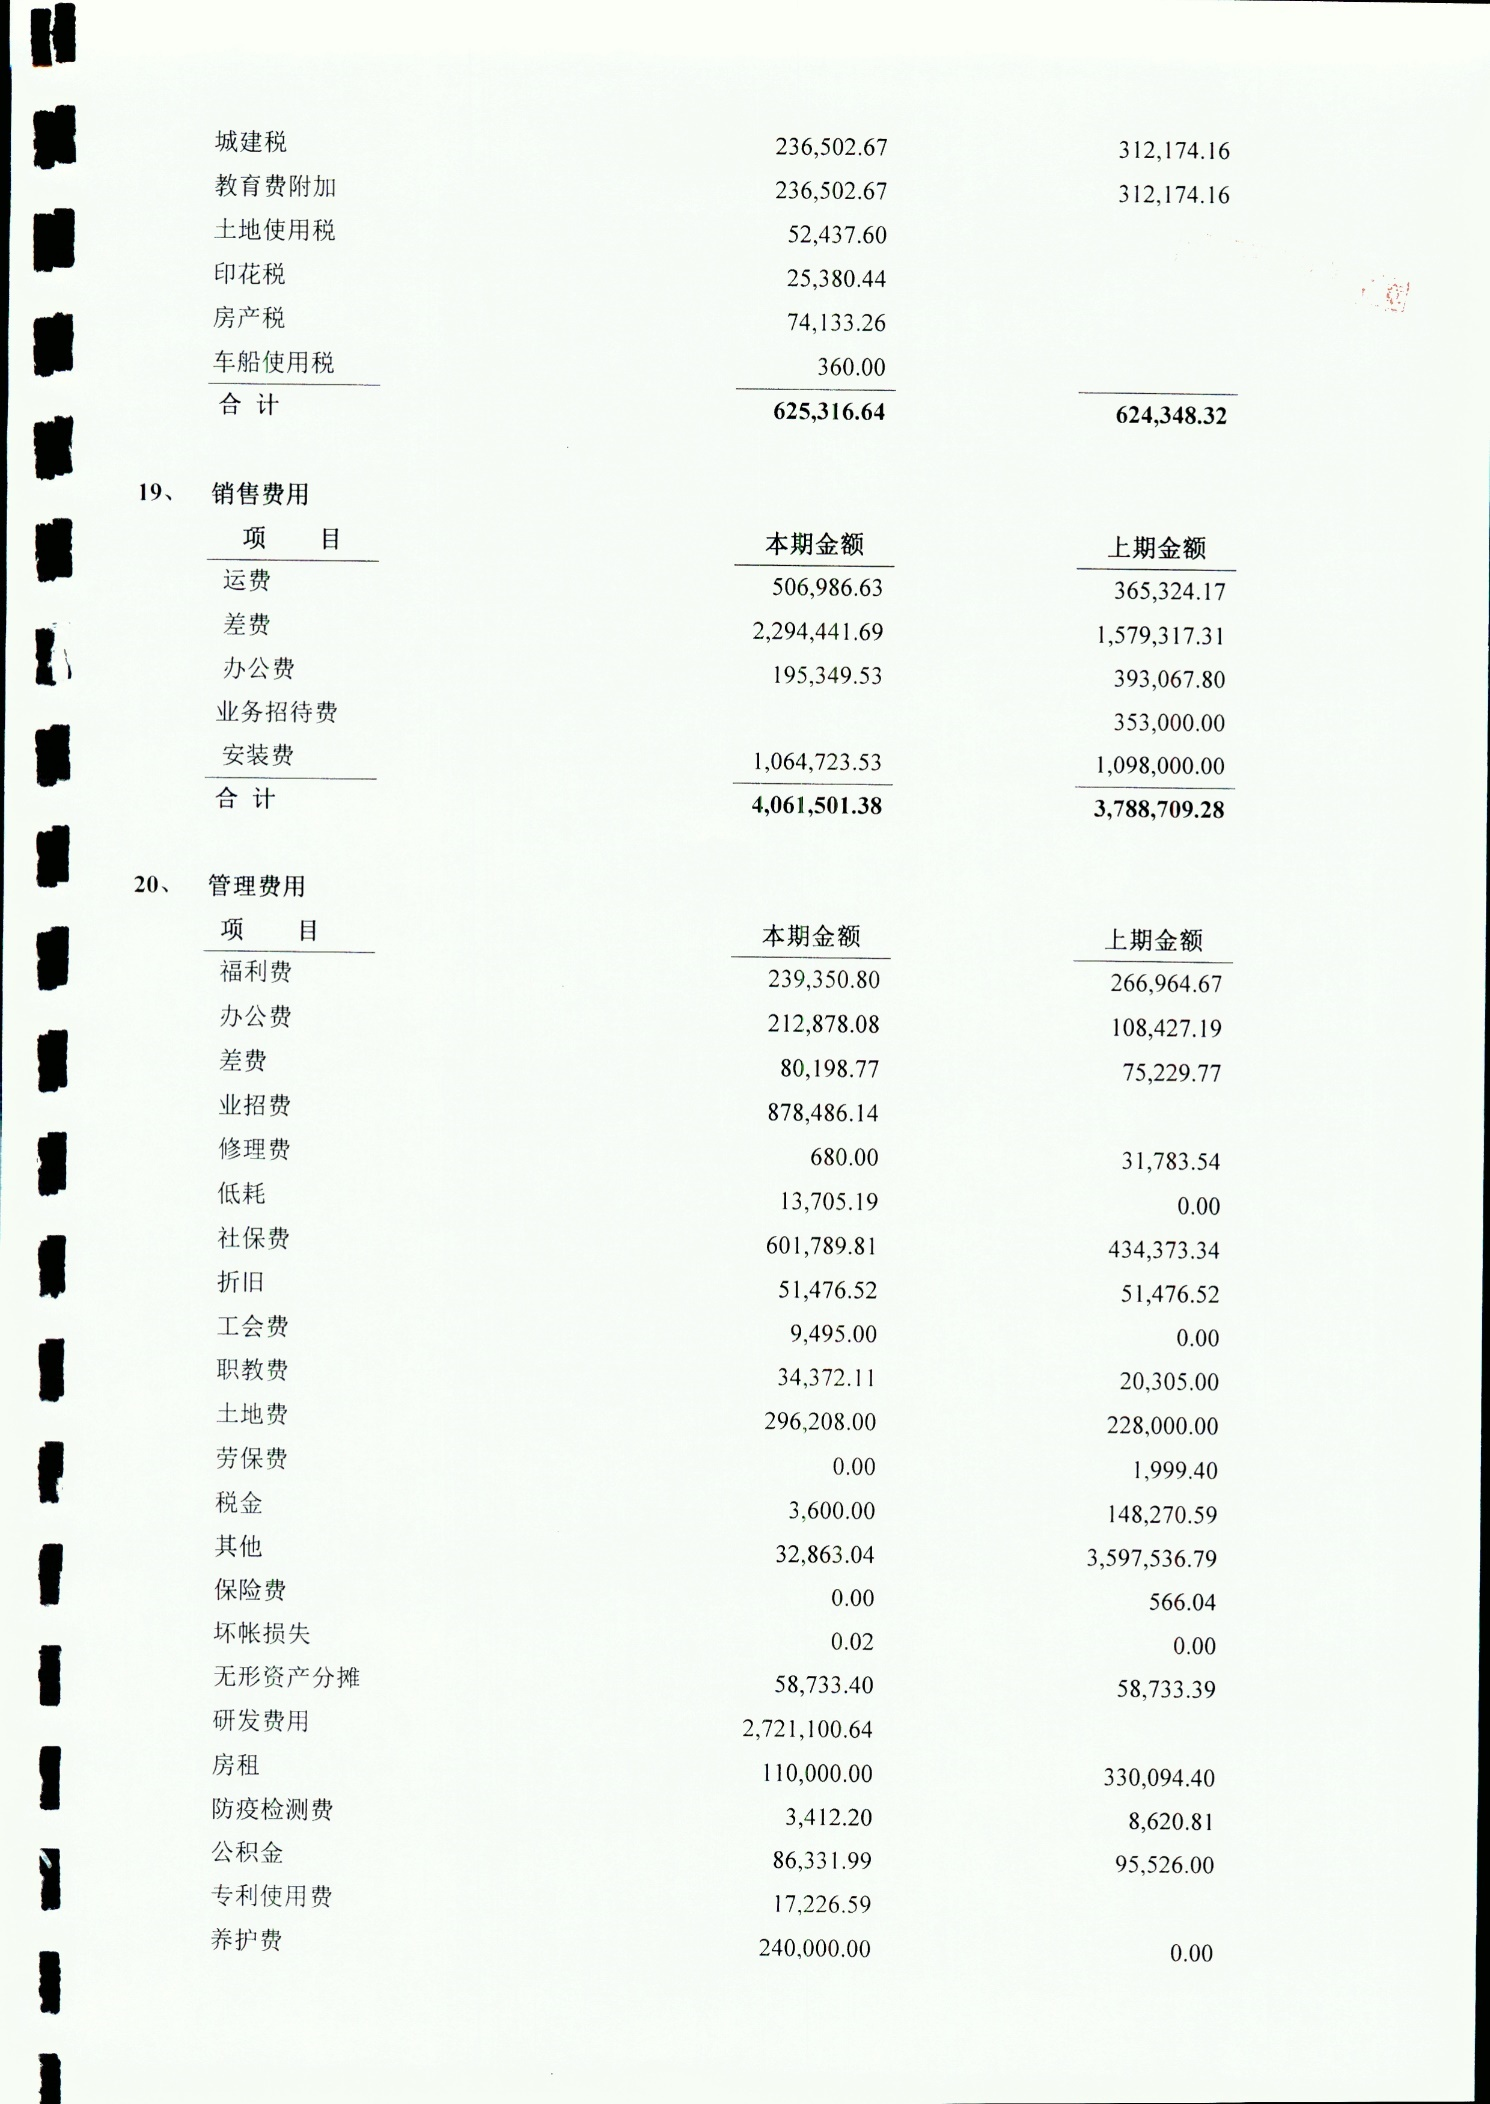 城建税 236,502.67 312,174.16
教育费附加 236,502.67 312,174.16
土地使用税 52,437.60
印花税 25,380.44
房产税 74,133.26
车船使用税 360.00
合 计 625,316.64 624,348.32
19、 销售费用
项 目 本期金额 上期金额
运费 506,986.63 365,324.17
差费 2,294,441.69 1,579,317.31
办公费 195,349.53 393,067.80
业务招待费 353,000.00
安装费 1,064,723.53 1,098,000.00
合 计 4,061,501.38 3,788,709.28
20、 管理费用
项 目 本期金额 上期金额
福利费 239,350.80 266,964.67
办公费 212,878.08 108,427.19
差费 80,198.77 75,229.77
业招费 878,486.14
修理费 680.00 31,783.54
低耗 13,705.19 0.00
社保费 601,789.81 434,373.34
折旧 51,476.52 51,476.52
工会费 9,495.00 0.00
职教费 34,372.11 20,305.00
土地费 296,208.00 228,000.00
劳保费 0.00 1,999.40
税金 3,600.00 148,270.59
其他 32,863.04 3,597,536.79
保险费 0.00 566.04
坏帐损失 0.02 0.00
无形资产分摊 58,733.40 58,733.39
研发费用 2,721,100.64
房租 110,000.00 330,094.40
防疫检测费 3,412.20 8,620.81
公积金 86,331.99 95,526.00
专利使用费 17,226.59
养护费 240,000.00 0.00